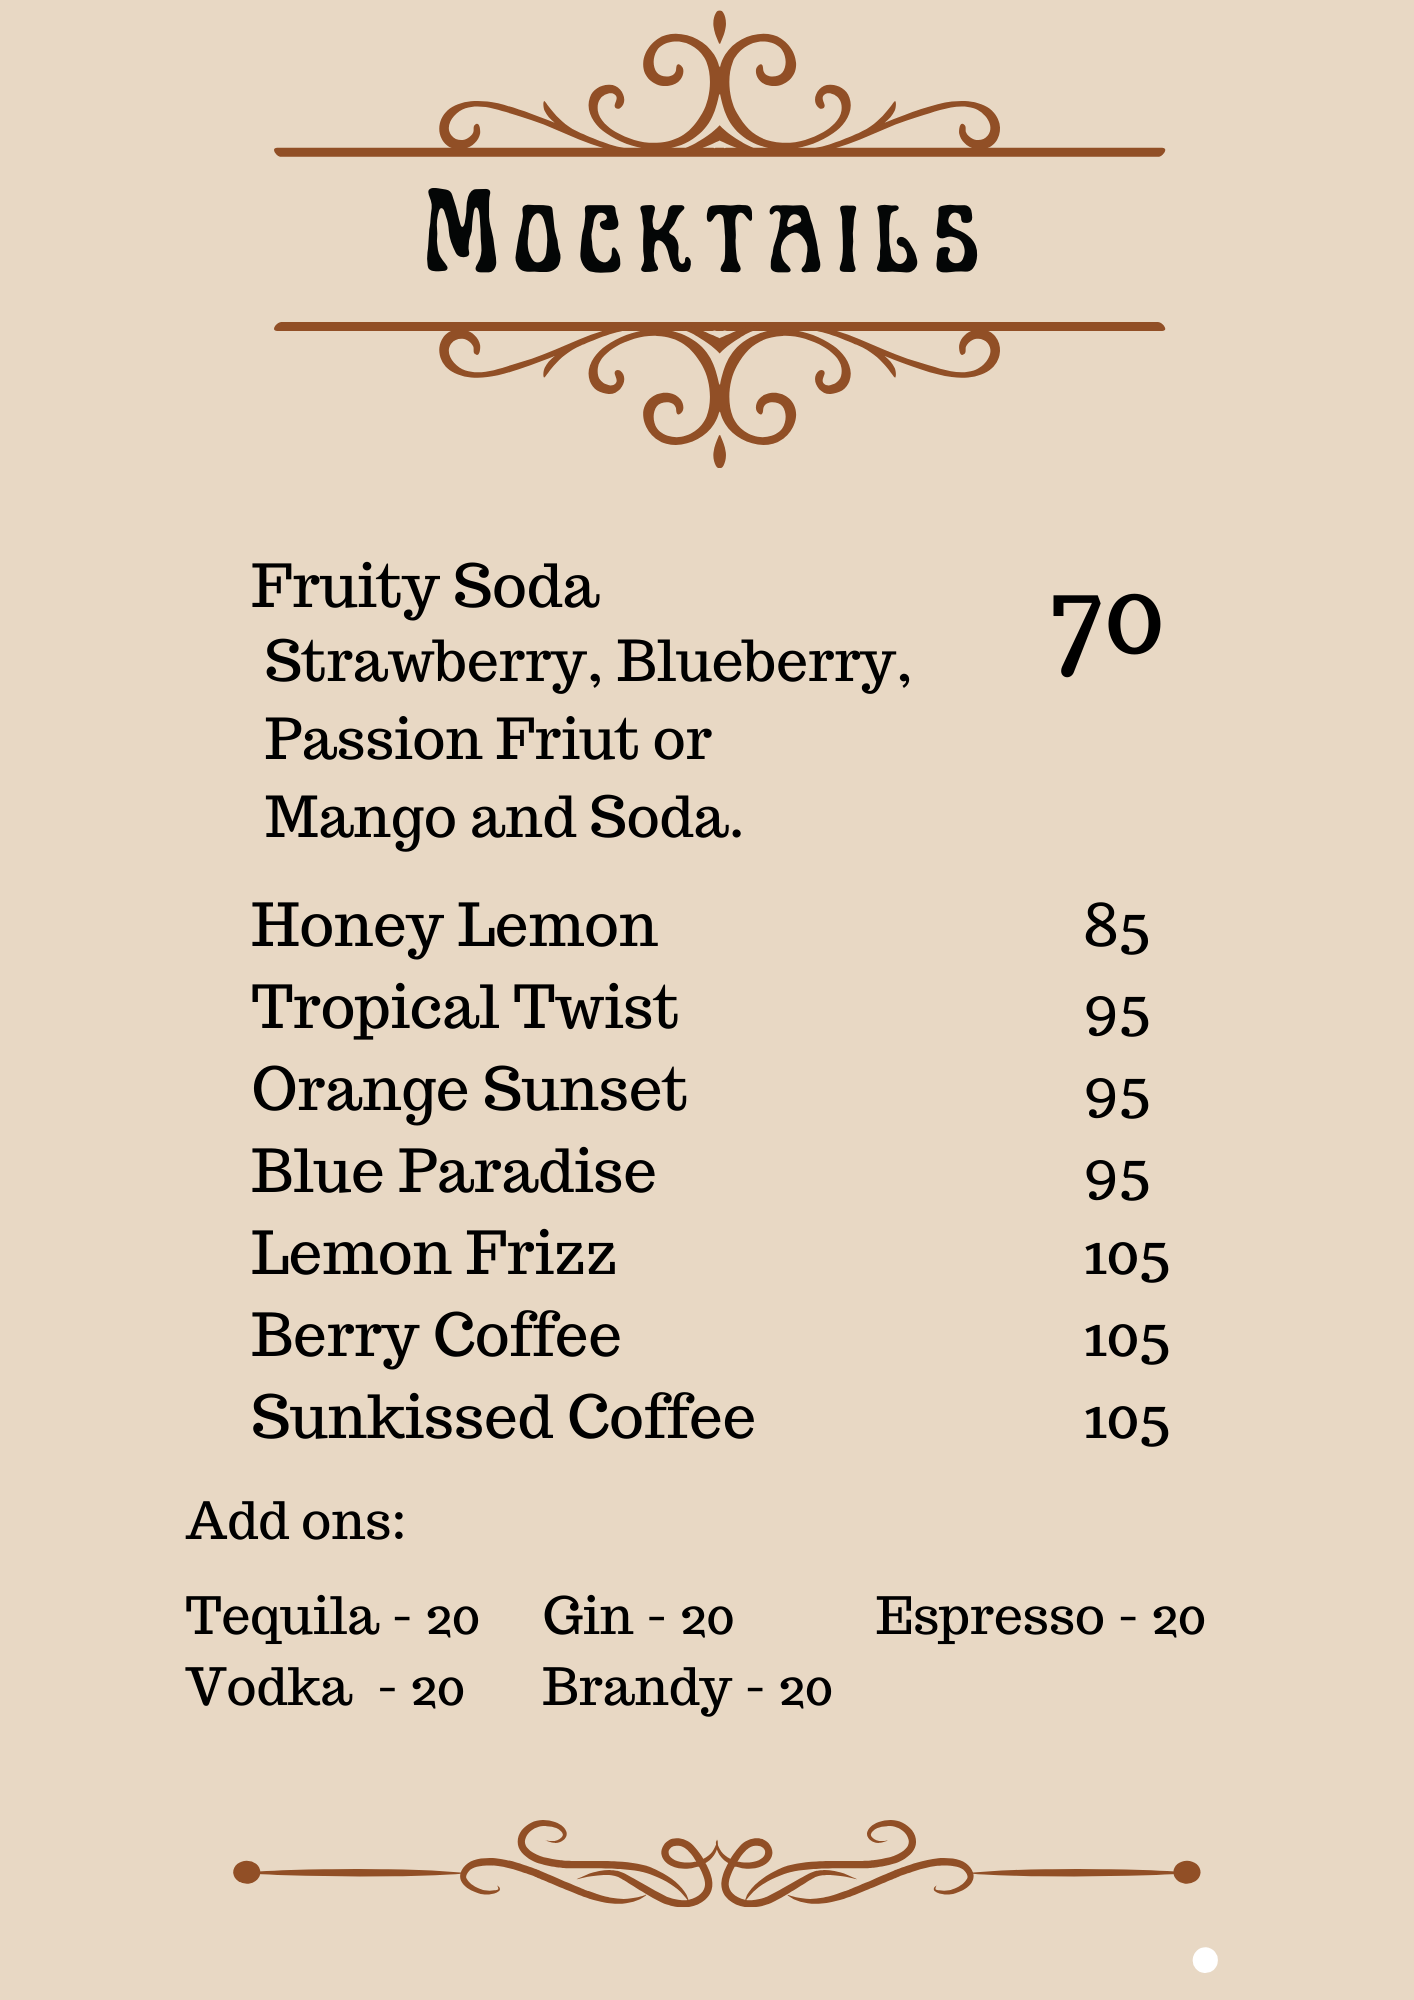 Mocktails
Fruity Soda 70
Strawberry, Blueberry,
Passion Friut or
Mango and Soda.
Honey Lemon 85
Tropical Twist 95
Orange Sunset 95
Blue Paradise 95
Lemon Frizz 105
Berry Coffee 105
Sunkissed Coffee 105
Add ons:
Tequila - 20 Gin - 20 Espresso - 20
Vodka - 20 Brandy - 20